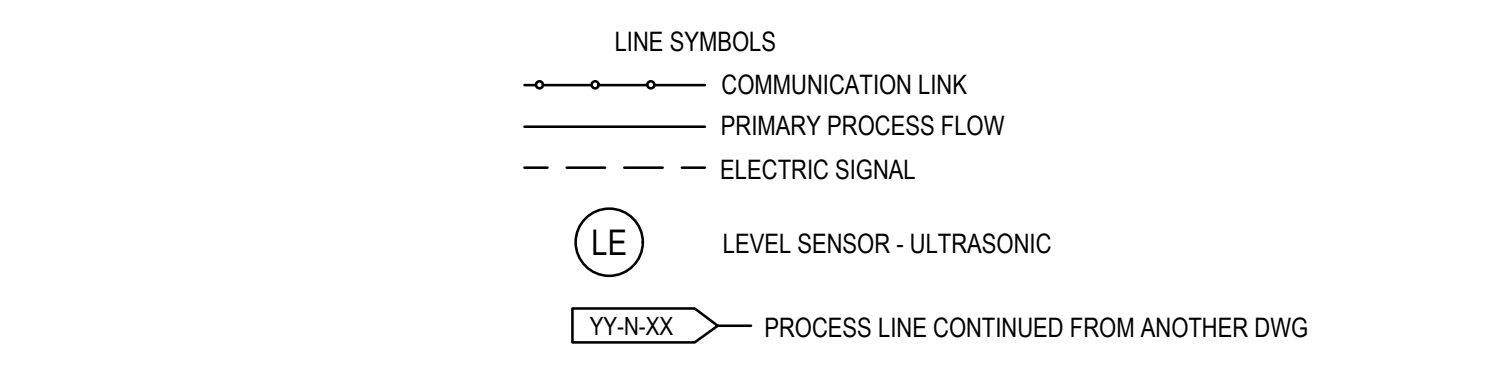 LINE SYMBOLS
COMMUNICATION LINK
PRIMARY PROCESS FLOW
ELECTRIC SIGNAL
LE LEVEL SENSOR - ULTRASONIC
YY-N-XX PROCESS LINE CONTINUED FROM ANOTHER DWG